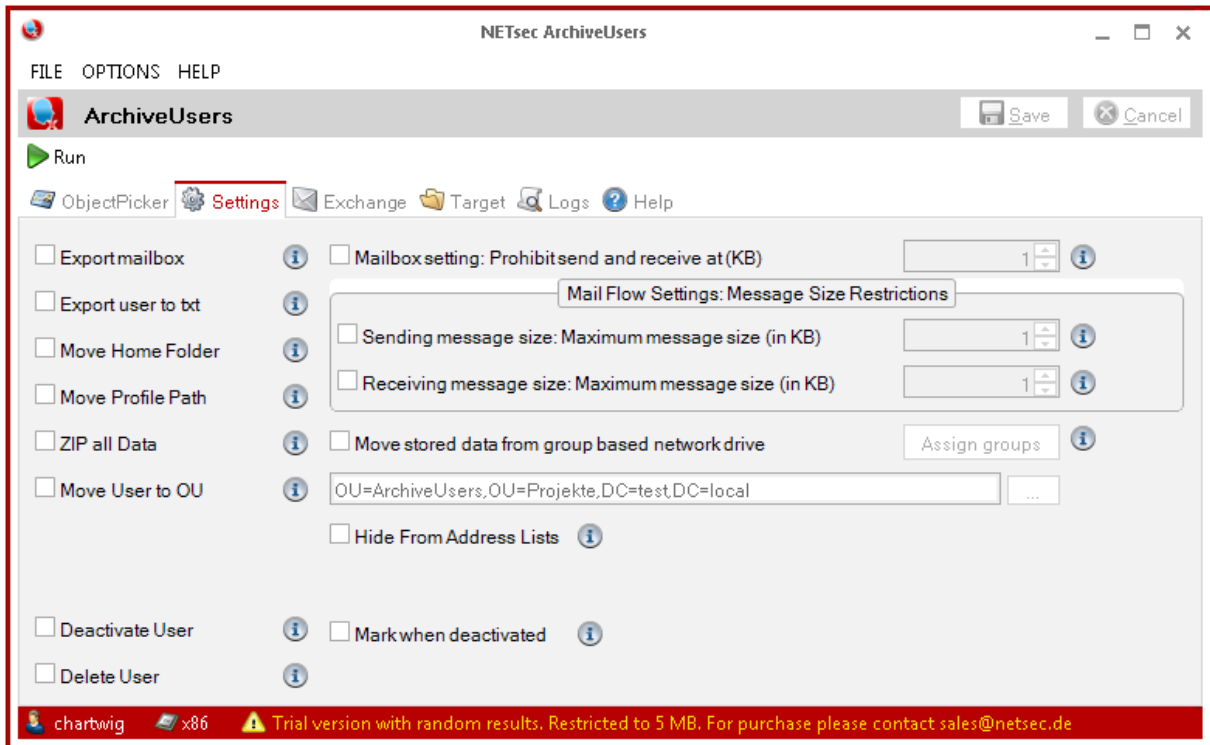 NETsec ArchiveUsers
FILE OPTIONS HELP
ArchiveUsers Save Cancel
Run
ObjectPicker Settings Exchange Target Logs Help
Export mailbox Mailbox setting: Prohibit send and receive at (KB) 1
Mail Flow Settings: Message Size Restrictions
Export user to txt
Sending message size: Maximum message size (in KB) 1
Move Home Folder
Receiving message size: Maximum message size (in KB) 1
Move Profile Path
ZIP all Data Move stored data from group based network drive Assign groups
Move User to OU OU=ArchiveUsers,OU=Projekte,DC=test,DC=local ...
Hide From Address Lists
Deactivate User Mark when deactivated
Delete User
chartwig x86 Trial version with random results. Restricted to 5 MB. For purchase please contact sales@netsec.de